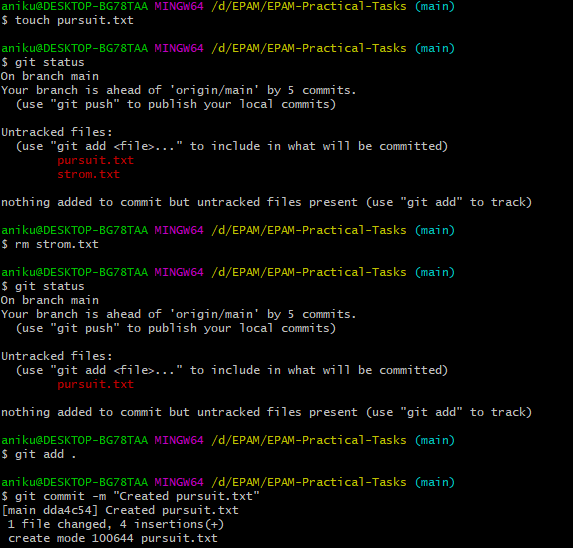 aniku@DESKTOP-BG78TAA MINGW64 /d/EPAM/EPAM-Practical-Tasks (main)
$ touch pursuit.txt
aniku@DESKTOP-BG78TAA MINGW64 /d/EPAM/EPAM-Practical-Tasks (main)
$ git status
On branch main
Your branch is ahead of 'origin/main' by 5 commits.
  (use "git push" to publish your local commits)
Untracked files:
  (use "git add <file>..." to include in what will be committed)
        pursuit.txt
        strom.txt
nothing added to commit but untracked files present (use "git add" to track)
aniku@DESKTOP-BG78TAA MINGW64 /d/EPAM/EPAM-Practical-Tasks (main)
$ rm strom.txt
aniku@DESKTOP-BG78TAA MINGW64 /d/EPAM/EPAM-Practical-Tasks (main)
$ git status
On branch main
Your branch is ahead of 'origin/main' by 5 commits.
  (use "git push" to publish your local commits)
Untracked files:
  (use "git add <file>..." to include in what will be committed)
        pursuit.txt
nothing added to commit but untracked files present (use "git add" to track)
aniku@DESKTOP-BG78TAA MINGW64 /d/EPAM/EPAM-Practical-Tasks (main)
$ git add .
aniku@DESKTOP-BG78TAA MINGW64 /d/EPAM/EPAM-Practical-Tasks (main)
$ git commit -m "Created pursuit.txt"
[main dda4c54] Created pursuit.txt
 1 file changed, 4 insertions(+)
 create mode 100644 pursuit.txt